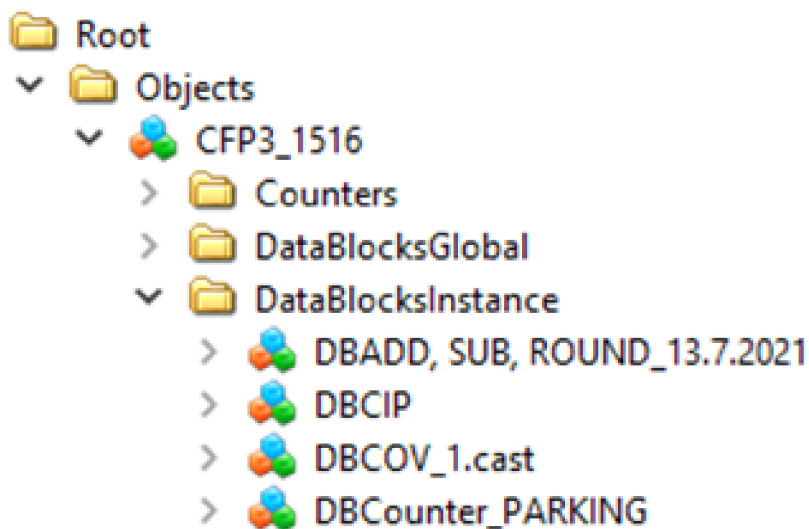 Root
Objects
CFP3_1516
Counters
DataBlocksGlobal
DataBlocksInstance
DBADD, SUB, ROUND_13.7.2021
DBCIP
DBCOV_1.cast
DBCounter_PARKING